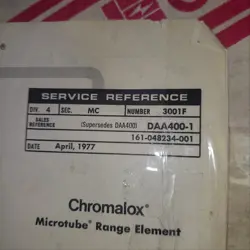 SERVICE REFERENCE
DIV. 4 SEC. MC NUMBER 3001F
SALES REFERENCE (Supersedes DAA400) DAA400-1
161-048234-001
DATE April, 1977
Chromalox®
Microtube® Range Element